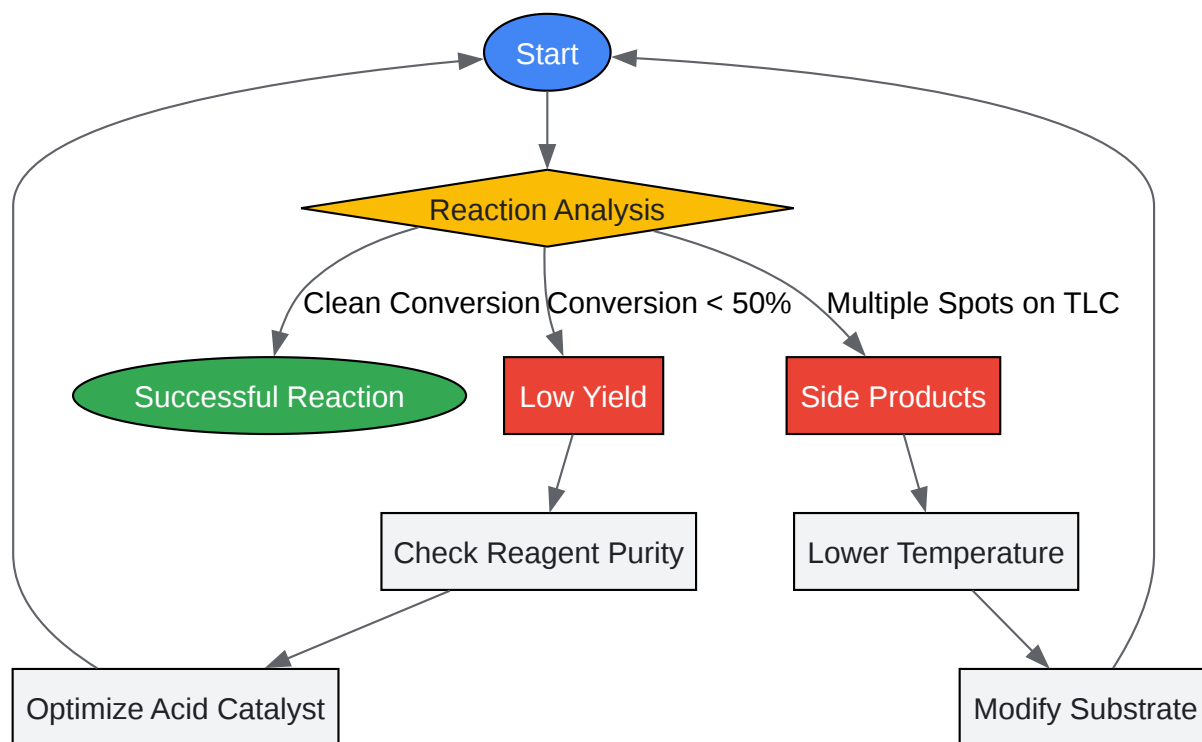 Start
Reaction Analysis
Clean Conversion
Conversion < 50%
Multiple Spots on TLC
Successful Reaction
Low Yield
Side Products
Check Reagent Purity
Lower Temperature
Optimize Acid Catalyst
Modify Substrate